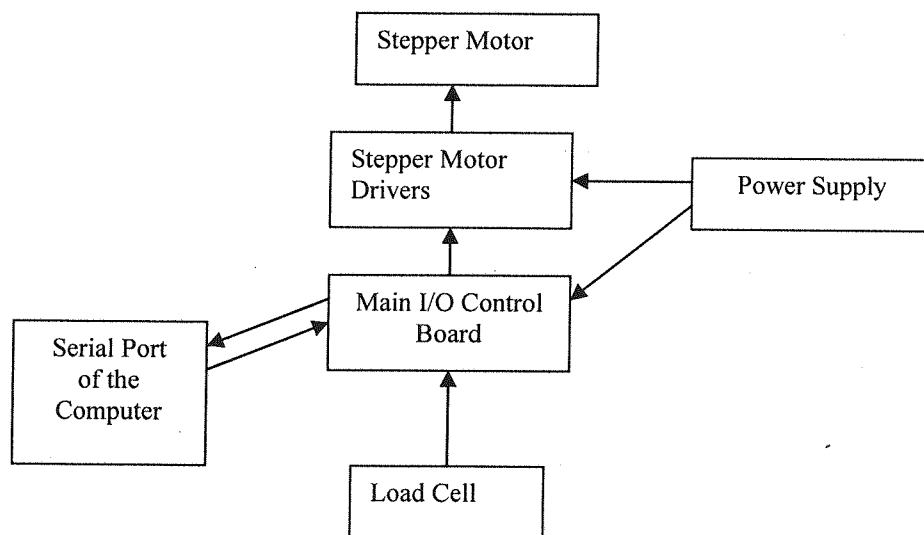 Stepper Motor
Stepper Motor
Drivers
Power Supply
Main I/O Control
Board
Serial Port
of the
Computer
Load Cell